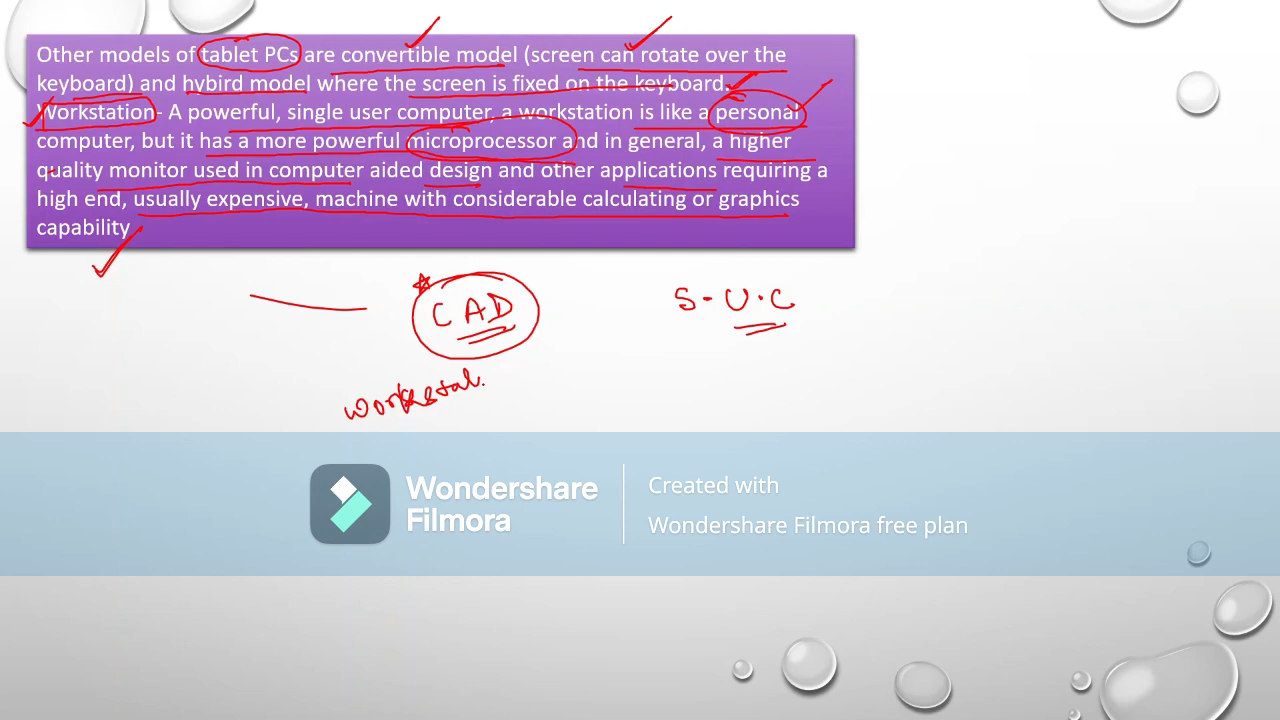 Other models of tablet PCs are convertible model (screen can rotate over the
keyboard) and hybird model where the screen is fixed on the keyboard.
Workstation- A powerful, single user computer, a workstation is like a personal
computer, but it has a more powerful microprocessor and in general, a higher
quality monitor used in computer aided design and other applications requiring a
high end, usually expensive, machine with considerable calculating or graphics
capability
CAD
S.U.C
Wondershare
Filmora
Created with
Wondershare Filmora free plan